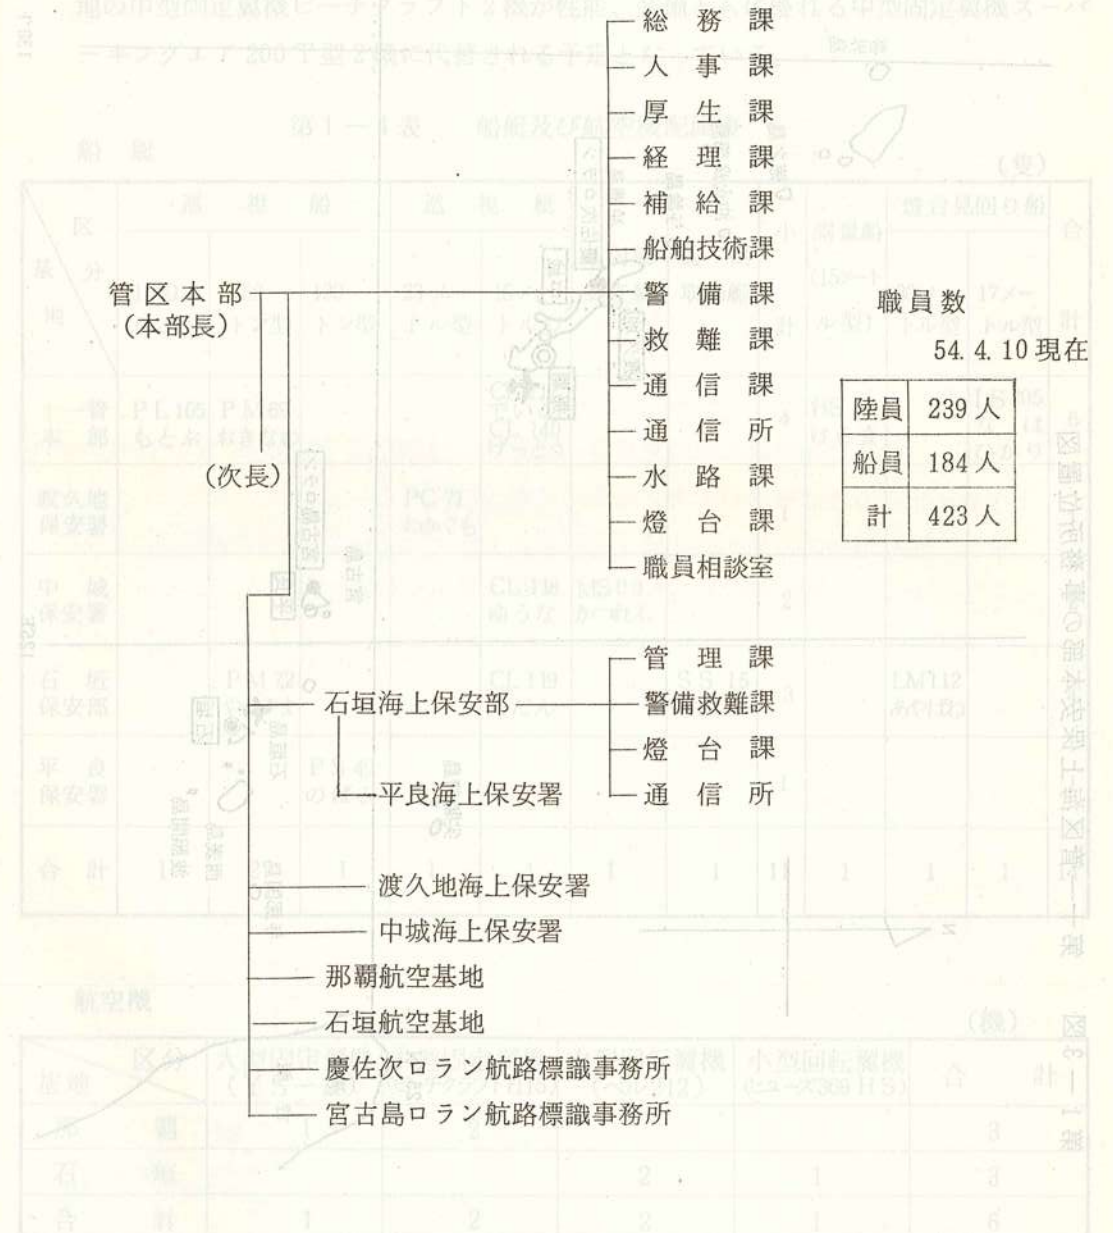 総務課
人事課
厚生課
経理課
補給課
船舶技術課
管区本部
(本部長)
警備課
救難課
通信課
通信所
(次長)
水路課
燈台課
職員相談室
職員数
54.4.10現在
陸員 239人
船員 184人
計 423人
石垣海上保安部
管理課
警備救難課
燈台課
通信所
平良海上保安署
渡久地海上保安署
中城海上保安署
那覇航空基地
石垣航空基地
慶佐次ロラン航路標識事務所
宮古島ロラン航路標識事務所